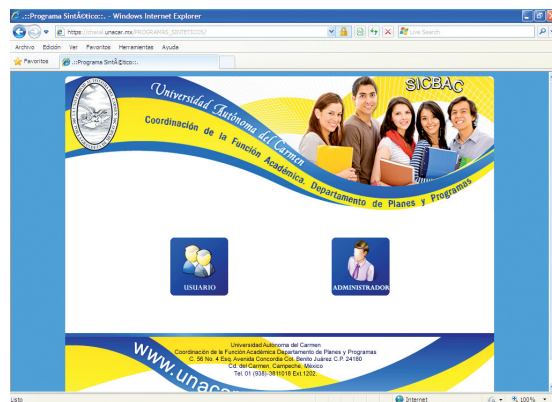 .::Programa SintÃ©tico::. - Windows Internet Explorer
https://charal.unacar.mx/PROGRAMAS_SINTETICOS/
Live Search
Archivo Edición Ver Favoritos Herramientas Ayuda
Favoritos
.::Programa SintÃ©tico::.
SICBAC
Universidad Autónoma del Carmen
Coordinación de la Función Académica. Departamento de Planes y Programas
USUARIO
ADMINISTRADOR
www.unacar
Universidad Autonoma del Carmen
Coordinación de la Función Académica Departamento de Planes y Programas
C. 56 No. 4 Esq. Avenida Concordia Col. Benito Juárez C.P. 24180
Cd. del Carmen, Campeche, México
Tel. 01 (938)-3811018 Ext.1202.
Listo
Internet
100%